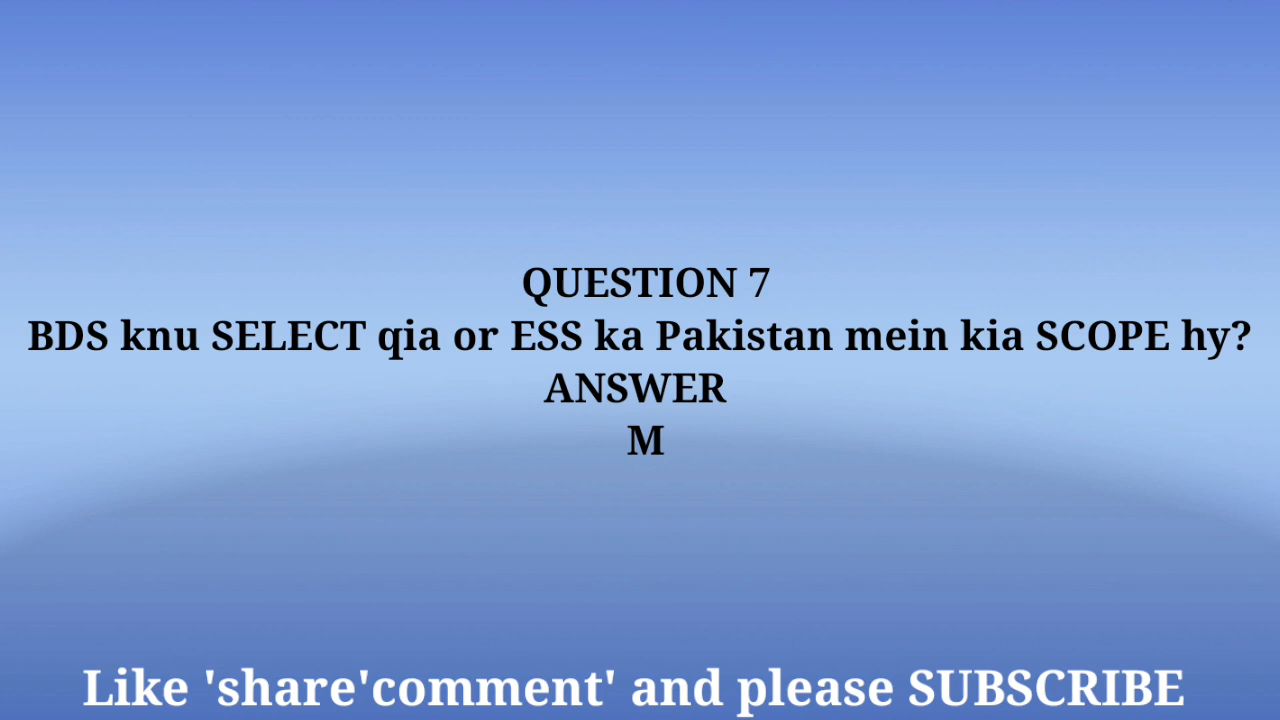 QUESTION 7
BDS knu SELECT qia or ESS ka Pakistan mein kia SCOPE hy?
ANSWER
M
Like 'share'comment' and please SUBSCRIBE